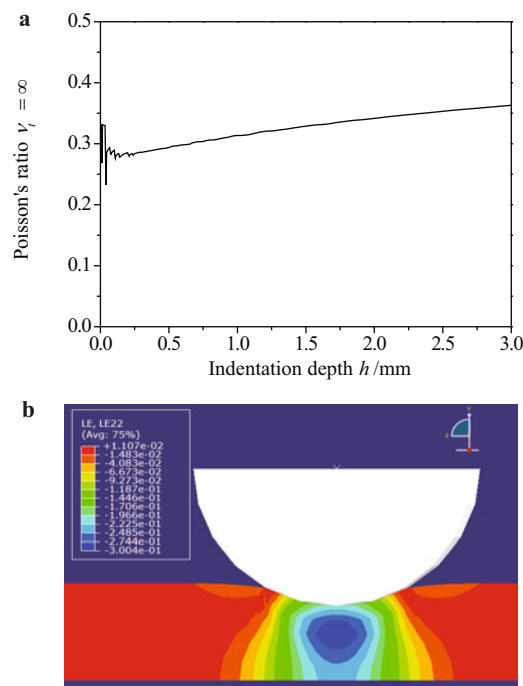 a
0.5
0.4
0.3
0.2
0.1
0.0
Poisson's ratio ν_t = ∞
0.0 0.5 1.0 1.5 2.0 2.5 3.0
Indentation depth h /mm
b
LE, LE22
(Avg: 75%)
+1.107e-02
-1.483e-02
-4.083e-02
-6.673e-02
-9.273e-02
-1.187e-01
-1.446e-01
-1.706e-01
-1.966e-01
-2.225e-01
-2.485e-01
-2.744e-01
-3.004e-01
Y
Z